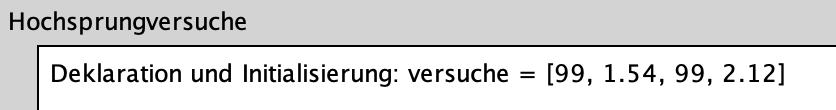 Hochsprungversuche
Deklaration und Initialisierung: versuche = [99, 1.54, 99, 2.12]